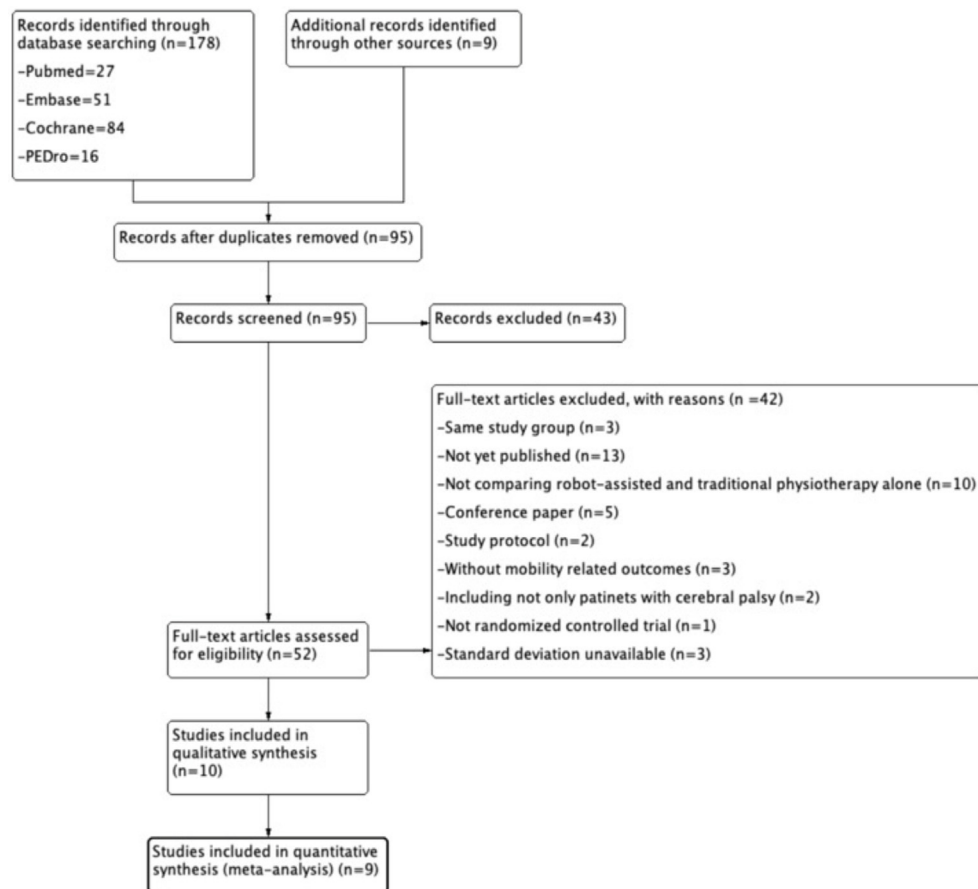 Records identified through
database searching (n=178)
-Pubmed=27
-Embase=51
-Cochrane=84
-PEDro=16
Additional records identified
through other sources (n=9)
Records after duplicates removed (n=95)
Records screened (n=95)
Records excluded (n=43)
Full-text articles excluded, with reasons (n =42)
-Same study group (n=3)
-Not yet published (n=13)
-Not comparing robot-assisted and traditional physiotherapy alone (n=10)
-Conference paper (n=5)
-Study protocol (n=2)
-Without mobility related outcomes (n=3)
-Including not only patinets with cerebral palsy (n=2)
-Not randomized controlled trial (n=1)
-Standard deviation unavailable (n=3)
Full-text articles assessed
for eligibility (n=52)
Studies included in
qualitative synthesis
(n=10)
Studies included in quantitative
synthesis (meta-analysis) (n=9)